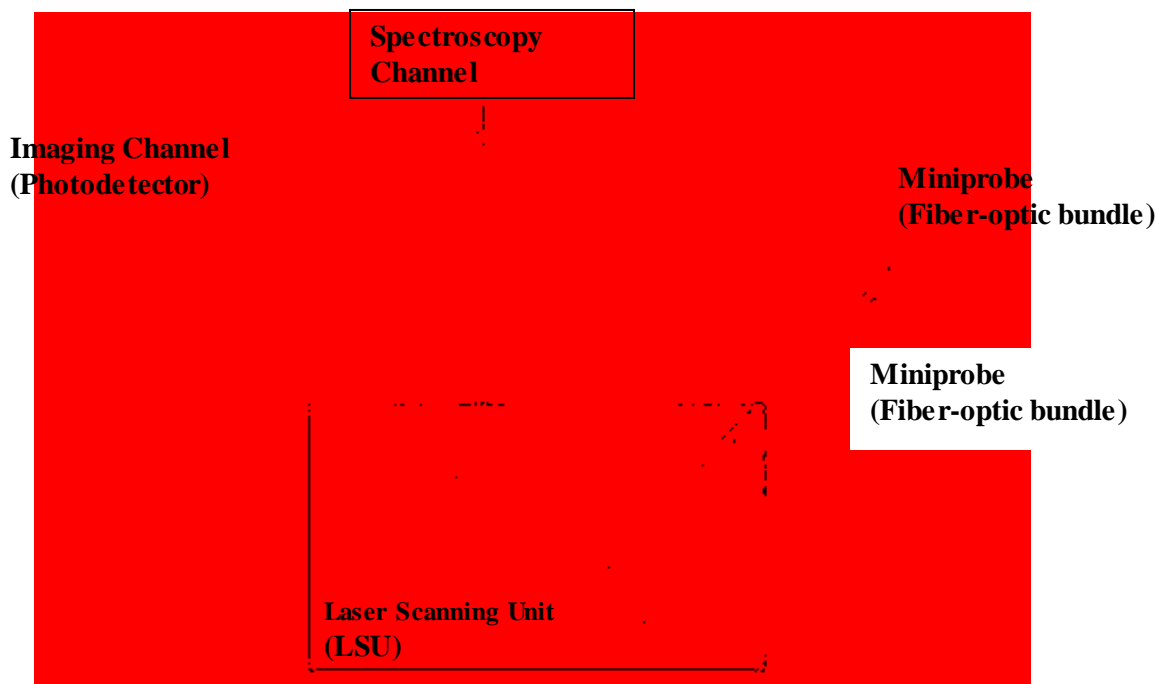 Spectroscopy
Channel
Imaging Channel
(Photodetector)
Miniprobe
(Fiber-optic bundle)
Miniprobe
(Fiber-optic bundle)
Laser Scanning Unit
(LSU)